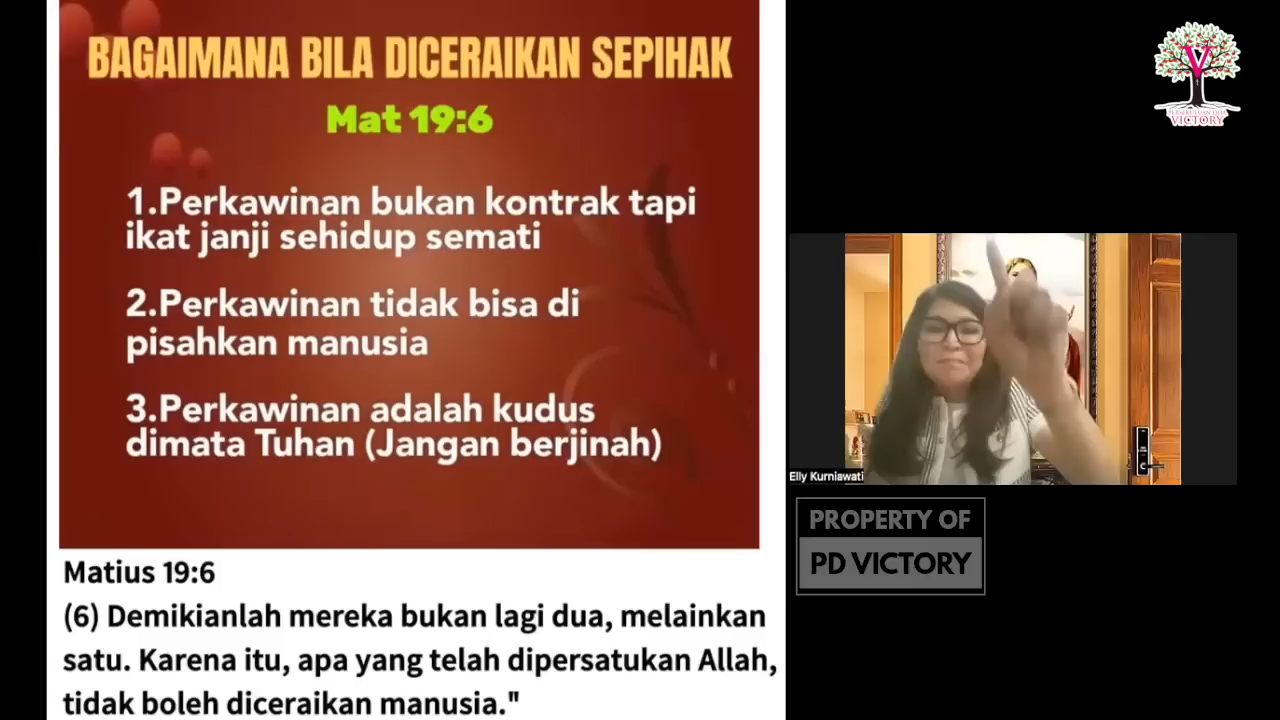 BAGAIMANA BILA DICERAIKAN SEPIHAK
Mat 19:6
1.Perkawinan bukan kontrak tapi
ikat janji sehidup semati
2.Perkawinan tidak bisa di
pisahkan manusia
3.Perkawinan adalah kudus
dimata Tuhan (Jangan berjinah)
Matius 19:6
(6) Demikianlah mereka bukan lagi dua, melainkan
satu. Karena itu, apa yang telah dipersatukan Allah,
tidak boleh diceraikan manusia."
V
PERSEKUTUAN DOA
VICTORY
Elly Kurniawati
PROPERTY OF
PD VICTORY